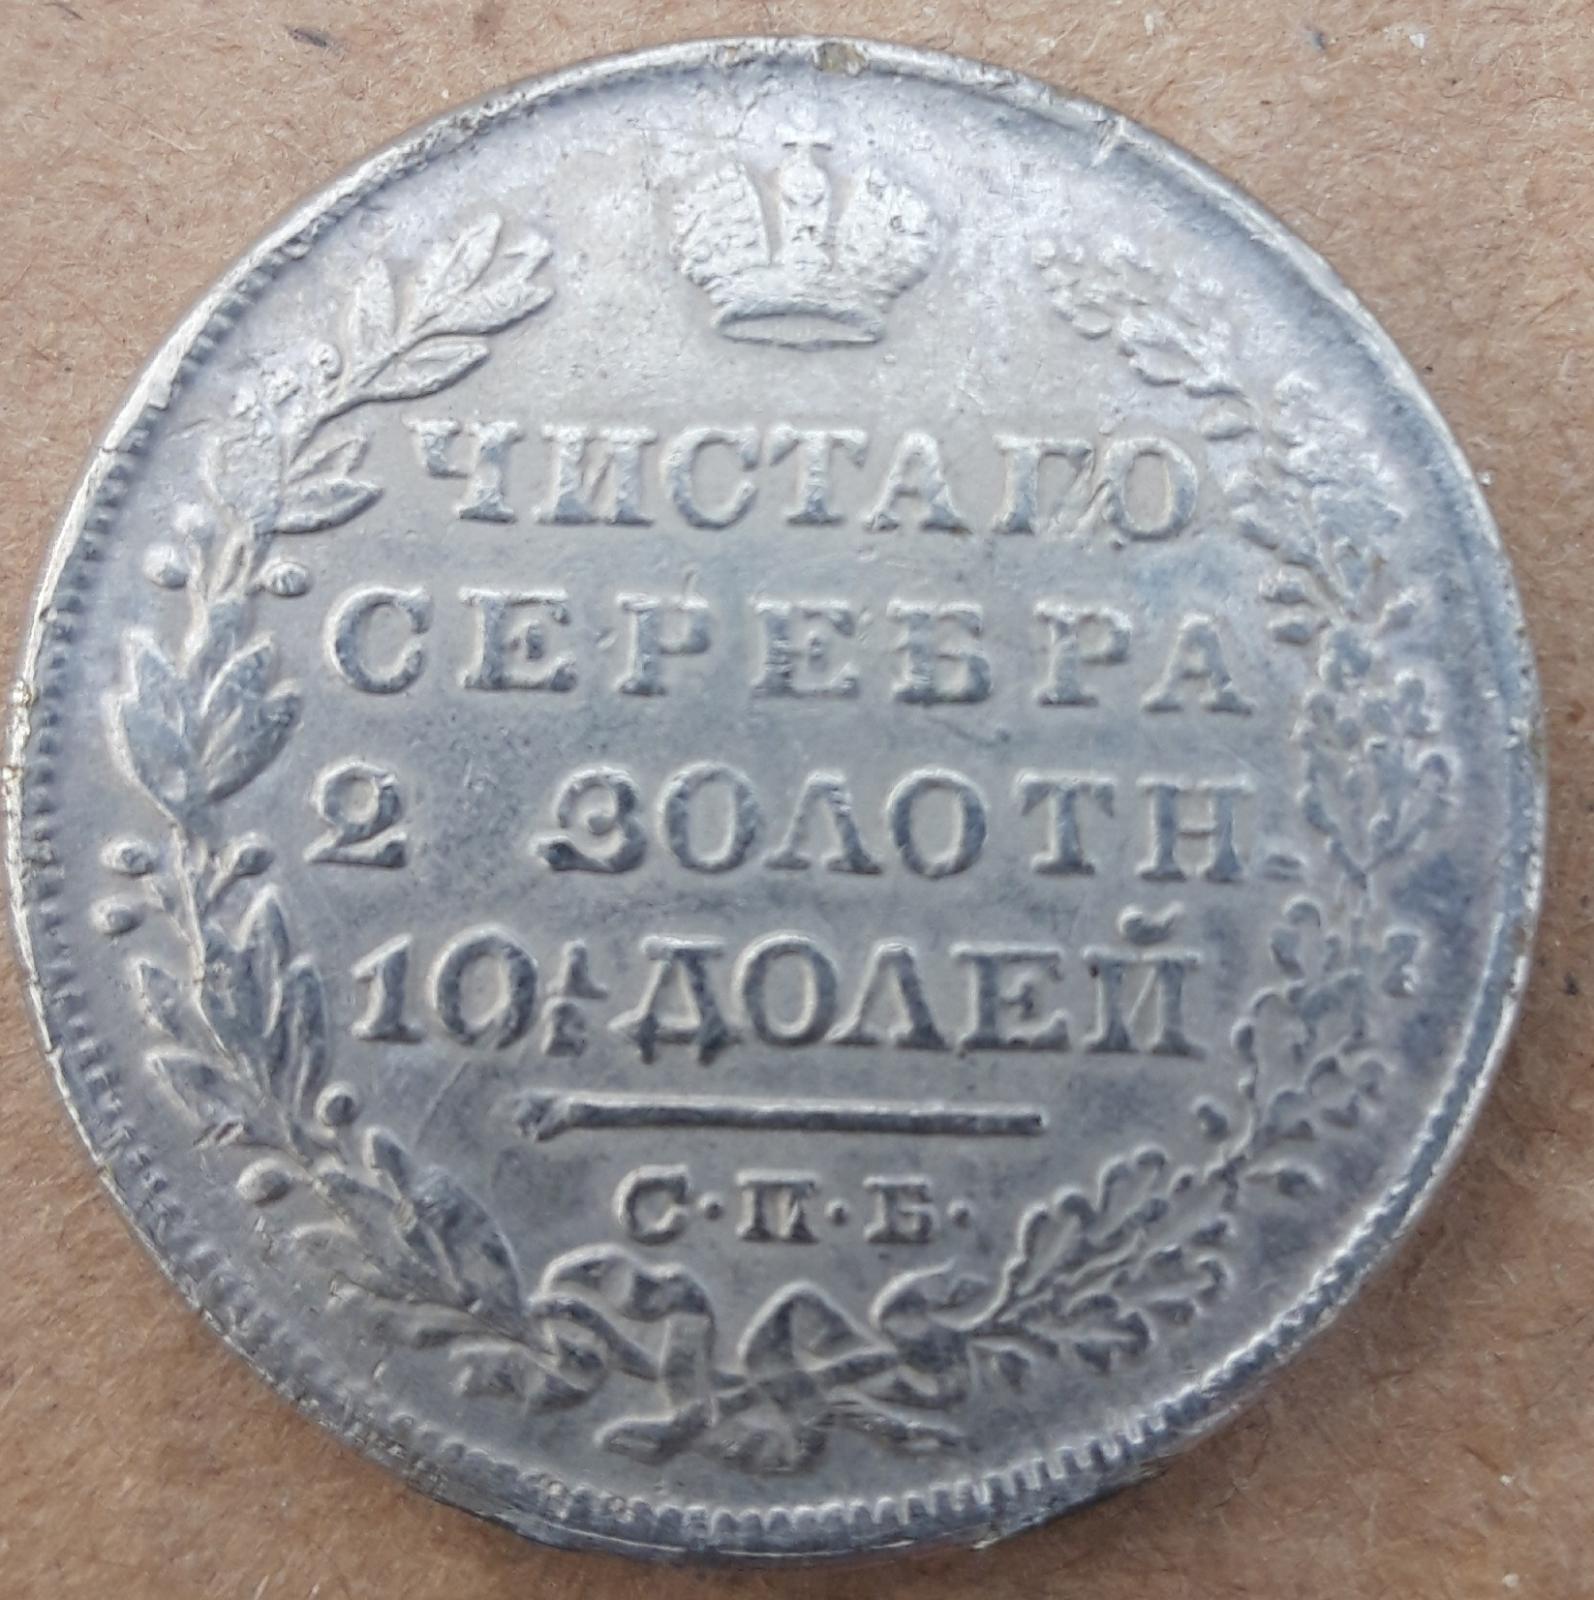 ЧИСТАГО
СЕРЕБРА
2 ЗОЛОТН=
10½ ДОЛЕЙ
С·П·Б·